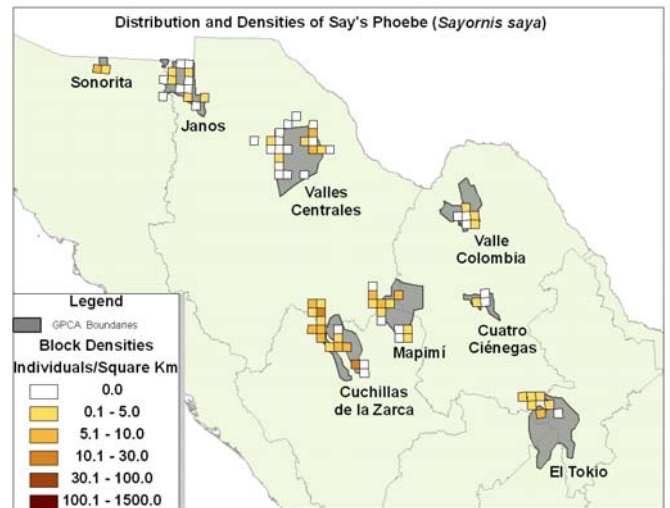 Distribution and Densities of Say's Phoebe (Sayornis saya)
Sonorita
Janos
Valles
Centrales
Valle
Colombia
Cuatro
Ciénegas
Mapimí
Cuchillas
de la Zarca
El Tokio
Legend
GPCA Boundaries
Block Densities
Individuals/Square Km
0.0
0.1 - 5.0
5.1 - 10.0
10.1 - 30.0
30.1 - 100.0
100.1 - 1500.0